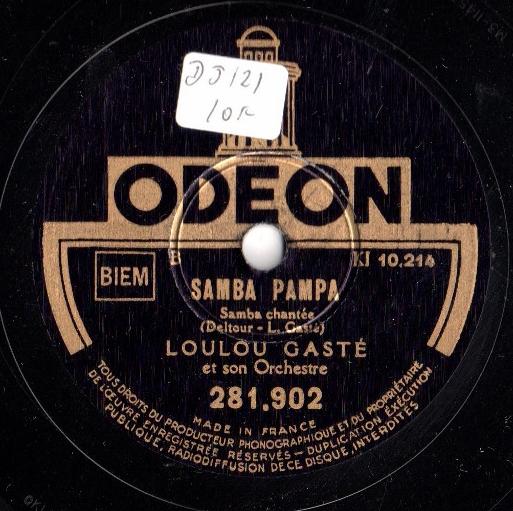 DJ121
10F
ODEON
BIEM
B
KI 10.214
SAMBA PAMPA
Samba chantée
(Deltour - L. Gasté)
LOULOU GASTÉ
et son Orchestre
281.902
MADE IN FRANCE
TOUS DROITS DU PRODUCTEUR PHONOGRAPHIQUE ET DU PROPRIÉTAIRE
DE L'ŒUVRE ENREGISTRÉE RÉSERVÉS - DUPLICATION, EXÉCUTION
PUBLIQUE, RADIODIFFUSION DE CE DISQUE, INTERDITES